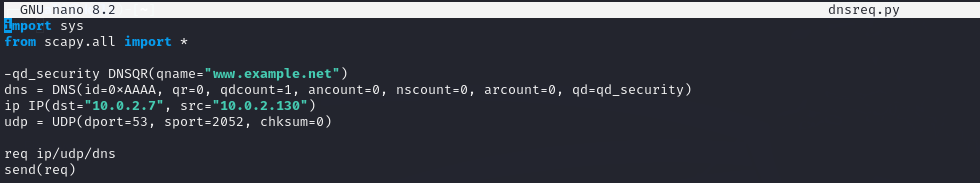 GNU nano 8.2 dnsreq.py
import sys
from scapy.all import *
-qd_security DNSQR(qname="www.example.net")
dns = DNS(id=0×AAAA, qr=0, qdcount=1, ancount=0, nscount=0, arcount=0, qd=qd_security)
ip IP(dst="10.0.2.7", src="10.0.2.130")
udp = UDP(dport=53, sport=2052, chksum=0)
req ip/udp/dns
send(req)